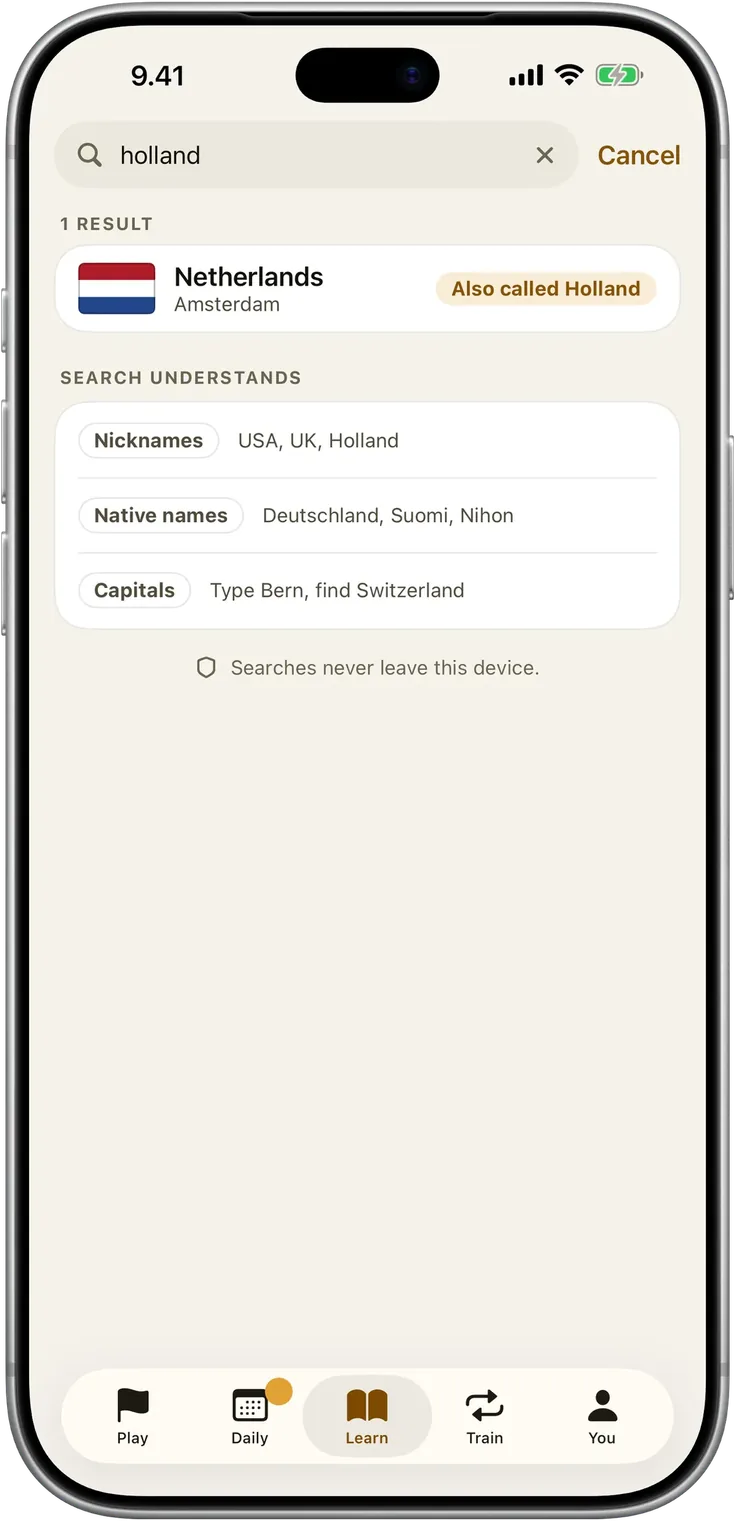 9.41
holland
Cancel
1 RESULT
Netherlands
Amsterdam
Also called Holland
SEARCH UNDERSTANDS
Nicknames USA, UK, Holland
Native names Deutschland, Suomi, Nihon
Capitals Type Bern, find Switzerland
Searches never leave this device.
Play Daily Learn Train You